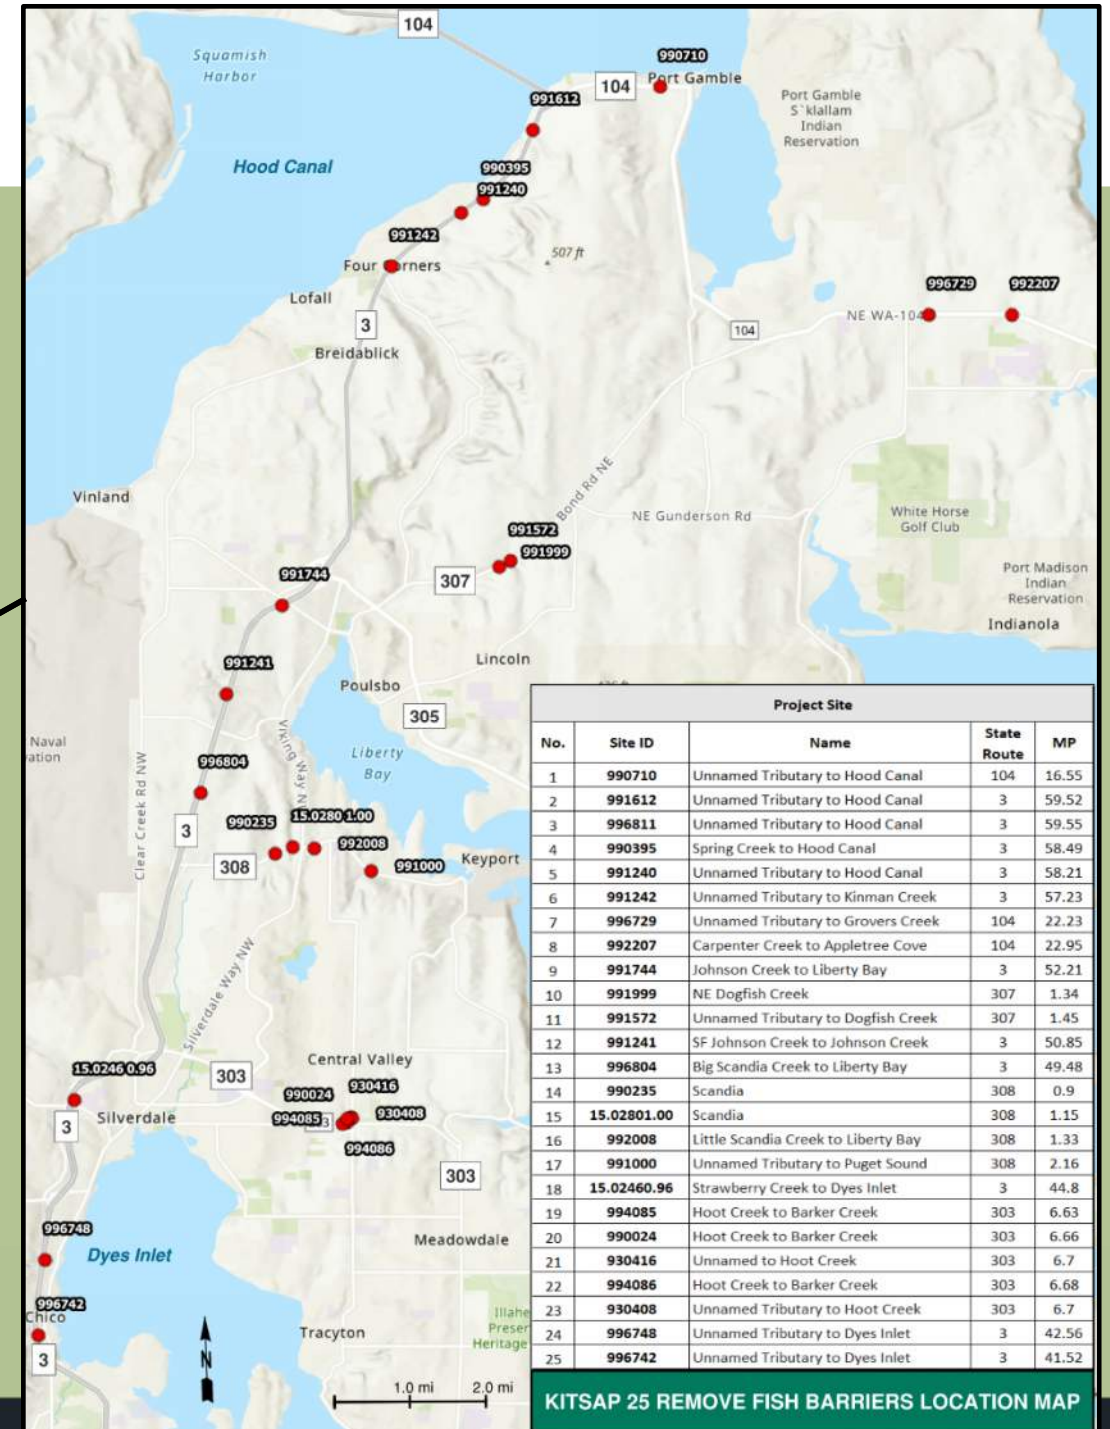 104
Squamish
Harbor
990710
Port Gamble
104
991612
Port Gamble
S`klallam
Indian
Reservation
Hood Canal
990395
991240
991242
507 ft
Four Corners
Lofall
996729
992207
3
NE WA-104
104
Breidablick
Bond Rd NE
Vinland
White Horse
Golf Club
NE Gunderson Rd
991572
991999
307
Port Madison
Indian
Reservation
991744
Indianola
991241
Lincoln
Poulsbo
305
Naval
ation
Viking Way N
Liberty
Bay
996804
Clear Creek Rd NW
3
990235
15.0280 1.00
992008
308
991000
Keyport
Silverdale Way NW
15.0246 0.96
303
Central Valley
990024
930416
3
Silverdale
994085
3
930408
994086
303
996748
Dyes Inlet
Meadowdale
996742
Chico
Illahe
Preser
Heritage
3
N
Tracyton
1.0 mi
2.0 mi
Project Site
No. Site ID Name State Route MP
1 990710 Unnamed Tributary to Hood Canal 104 16.55
2 991612 Unnamed Tributary to Hood Canal 3 59.52
3 996811 Unnamed Tributary to Hood Canal 3 59.55
4 990395 Spring Creek to Hood Canal 3 58.49
5 991240 Unnamed Tributary to Hood Canal 3 58.21
6 991242 Unnamed Tributary to Kinman Creek 3 57.23
7 996729 Unnamed Tributary to Grovers Creek 104 22.23
8 992207 Carpenter Creek to Appletree Cove 104 22.95
9 991744 Johnson Creek to Liberty Bay 3 52.21
10 991999 NE Dogfish Creek 307 1.34
11 991572 Unnamed Tributary to Dogfish Creek 307 1.45
12 991241 SF Johnson Creek to Johnson Creek 3 50.85
13 996804 Big Scandia Creek to Liberty Bay 3 49.48
14 990235 Scandia 308 0.9
15 15.02801.00 Scandia 308 1.15
16 992008 Little Scandia Creek to Liberty Bay 308 1.33
17 991000 Unnamed Tributary to Puget Sound 308 2.16
18 15.02460.96 Strawberry Creek to Dyes Inlet 3 44.8
19 994085 Hoot Creek to Barker Creek 303 6.63
20 990024 Hoot Creek to Barker Creek 303 6.66
21 930416 Unnamed to Hoot Creek 303 6.7
22 994086 Hoot Creek to Barker Creek 303 6.68
23 930408 Unnamed Tributary to Hoot Creek 303 6.7
24 996748 Unnamed Tributary to Dyes Inlet 3 42.56
25 996742 Unnamed Tributary to Dyes Inlet 3 41.52
KITSAP 25 REMOVE FISH BARRIERS LOCATION MAP